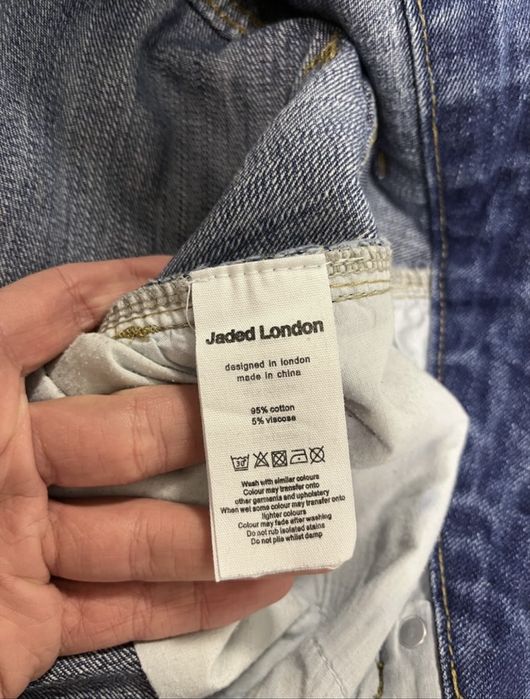 Jaded London
designed in london
made in china
95% cotton
5% viscose
30°
Wash with similar colours
Colour may transfer onto
other garments and upholstery
When wet some colour may transfer onto
lighter colours
Colour may fade after washing
Do not rub isolated stains
Do not pile whilst damp